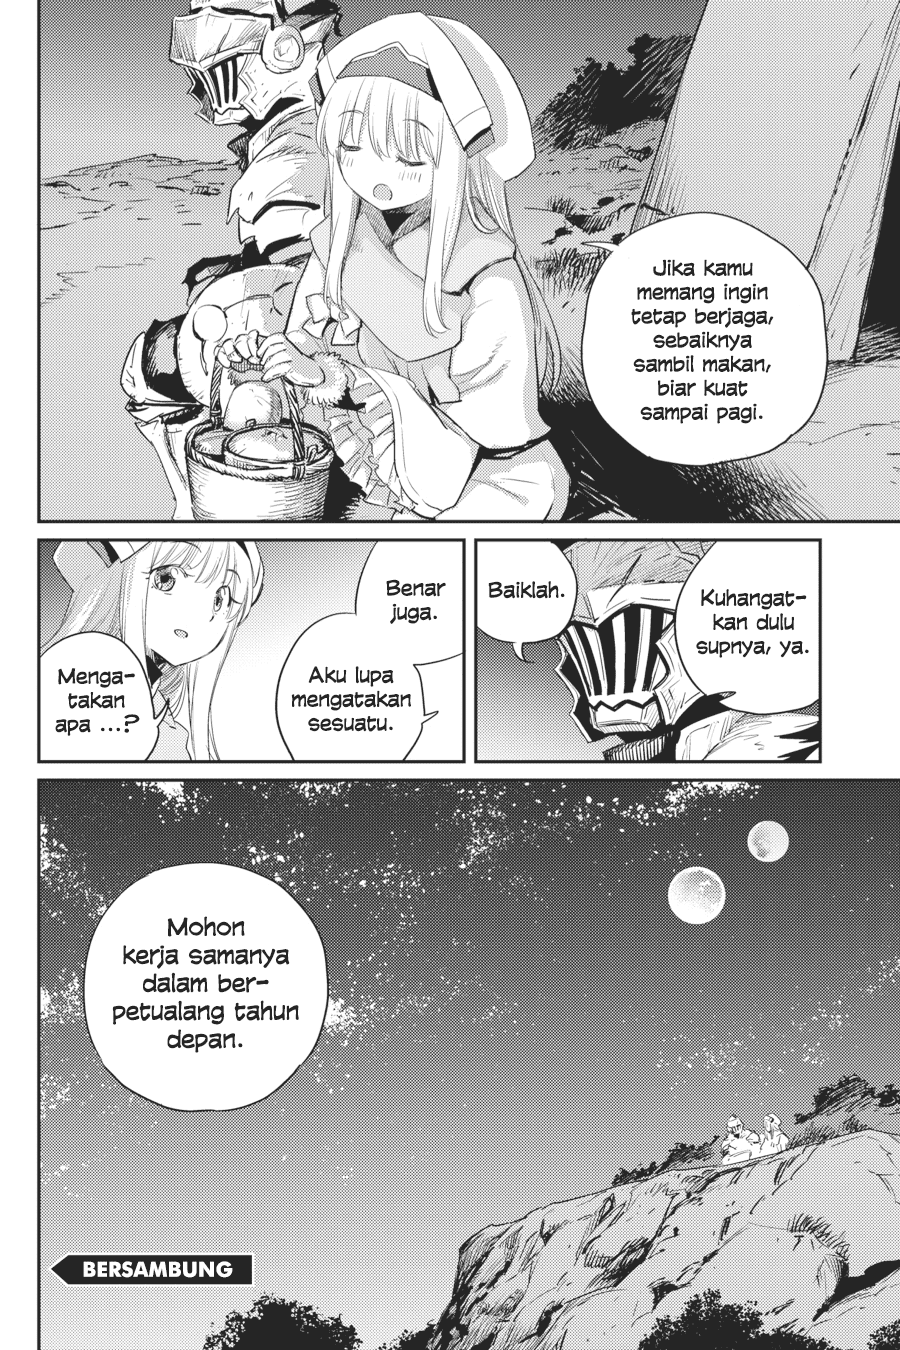 Jika kamu
memang ingin
tetap berjaga,
sebaiknya
sambil makan,
biar kuat
sampai pagi.
Kuhangat-
kan dulu
supnya, ya.
Baiklah.
Benar
juga.
Aku lupa
mengatakan
sesuatu.
Menga-
takan
apa ...?
Mohon
kerja samanya
dalam ber-
petualang tahun
depan.
BERSAMBUNG